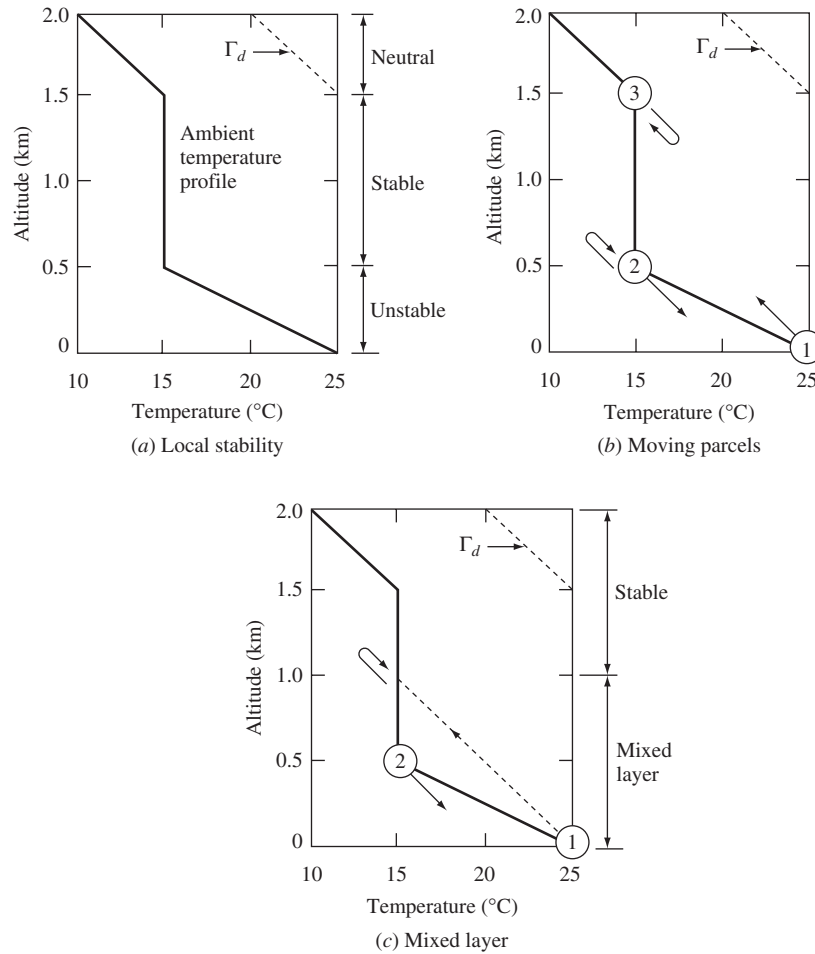 2.0
1.5
1.0
0.5
0
Altitude (km)
Γd
Ambient
temperature
profile
Neutral
Stable
Unstable
10 15 20 25
Temperature (°C)
(a) Local stability
2.0
1.5
1.0
0.5
0
Altitude (km)
Γd
3
2
1
10 15 20 25
Temperature (°C)
(b) Moving parcels
2.0
1.5
1.0
0.5
0
Altitude (km)
Γd
Stable
Mixed
layer
2
1
10 15 20 25
Temperature (°C)
(c) Mixed layer